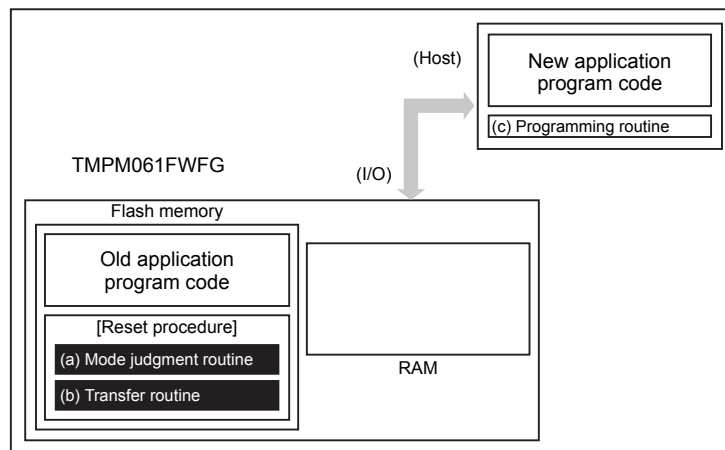 (Host)
New application
program code
(c) Programming routine
TMPM061FWFG
(I/O)
Flash memory
Old application
program code
[Reset procedure]
(a) Mode judgment routine
(b) Transfer routine
RAM